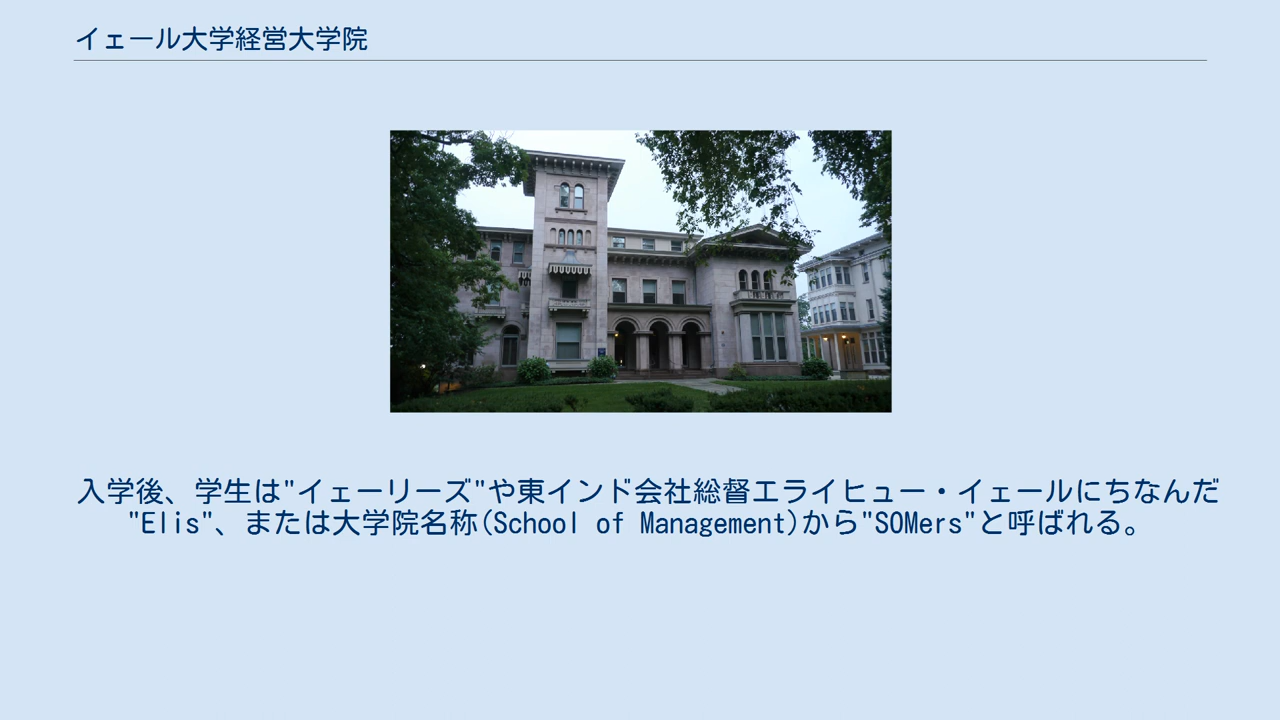 イェール大学経営大学院
入学後、学生は"イェーリーズ"や東インド会社総督エライヒュー・イェールにちなんだ
"Elis"、または大学院名称(School of Management)から"SOMers"と呼ばれる。